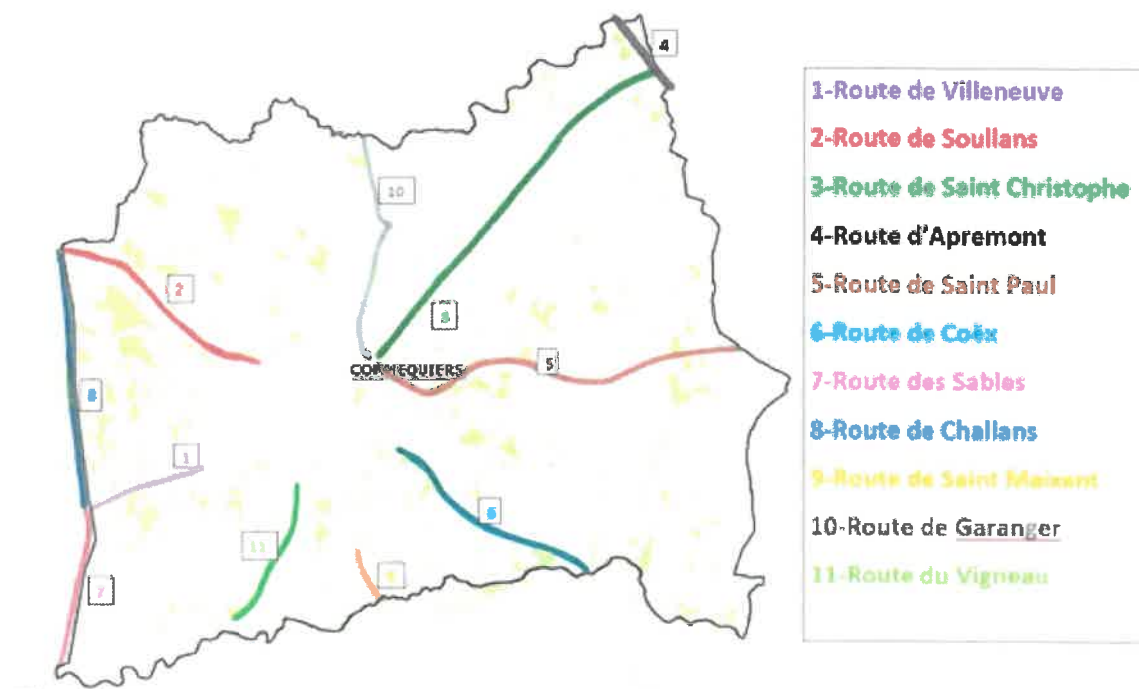 4
10
2
3
COMMEQUIERS
5
8
1
6
11
9
7
1-Route de Villeneuve
2-Route de Soullans
3-Route de Saint Christophe
4-Route d'Apremont
5-Route de Saint Paul
6-Route de Coëx
7-Route des Sables
8-Route de Challans
9-Route de Saint Maixent
10-Route de Garanger
11-Route du Vigneau